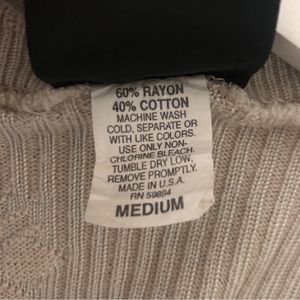 60% RAYON
40% COTTON
MACHINE WASH
COLD, SEPARATE OR
WITH LIKE COLORS.
USE ONLY NON-
CHLORINE BLEACH.
TUMBLE DRY LOW,
REMOVE PROMPTLY.
MADE IN U.S.A.
RN 59894
MEDIUM